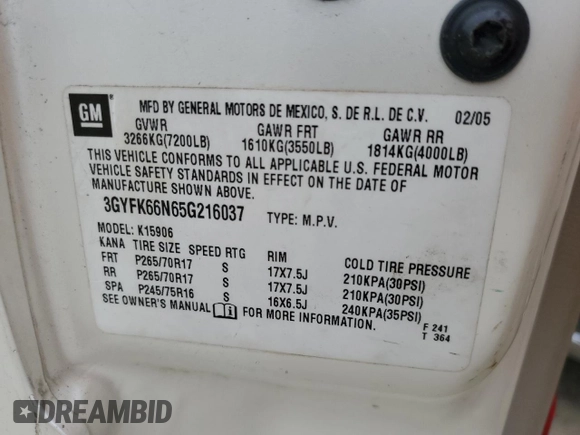 GM
MFD BY GENERAL MOTORS DE MEXICO, S. DE R.L. DE C.V. 02/05
GVWR GAWR FRT GAWR RR
3266KG(7200LB) 1610KG(3550LB) 1814KG(4000LB)
THIS VEHICLE CONFORMS TO ALL APPLICABLE U.S. FEDERAL MOTOR
VEHICLE SAFETY STANDARDS IN EFFECT ON THE DATE OF
MANUFACTURE SHOWN ABOVE.
3GYFK66N65G216037 TYPE: M.P.V.
MODEL: K15906
KANA TIRE SIZE SPEED RTG RIM COLD TIRE PRESSURE
FRT P265/70R17 S 17X7.5J 210KPA(30PSI)
RR P265/70R17 S 17X7.5J 210KPA(30PSI)
SPA P245/75R16 S 16X6.5J 240KPA(35PSI)
SEE OWNER'S MANUAL FOR MORE INFORMATION.
F 241
T 364
DREAMBID